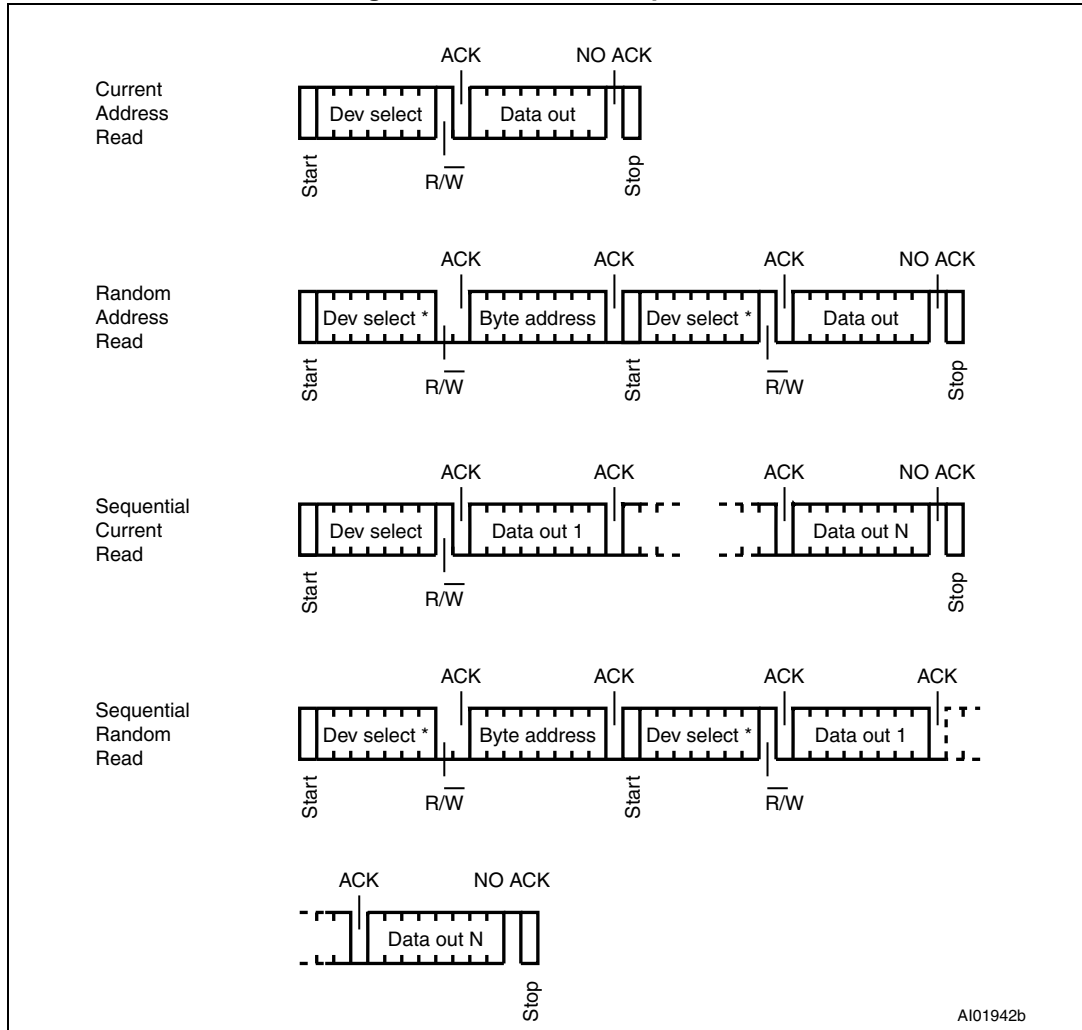 ACK NO ACK
Current
Address
Read
Dev select Data out
Start R/W̅ Stop
ACK ACK ACK NO ACK
Random
Address
Read
Dev select * Byte address Dev select * Data out
Start R/W̅ Start R̅/W Stop
ACK ACK ACK NO ACK
Sequential
Current
Read
Dev select Data out 1 Data out N
Start R/W̅ Stop
ACK ACK ACK ACK
Sequential
Random
Read
Dev select * Byte address Dev select * Data out 1
Start R/W̅ Start R̅/W
ACK NO ACK
Data out N
Stop
AI01942b